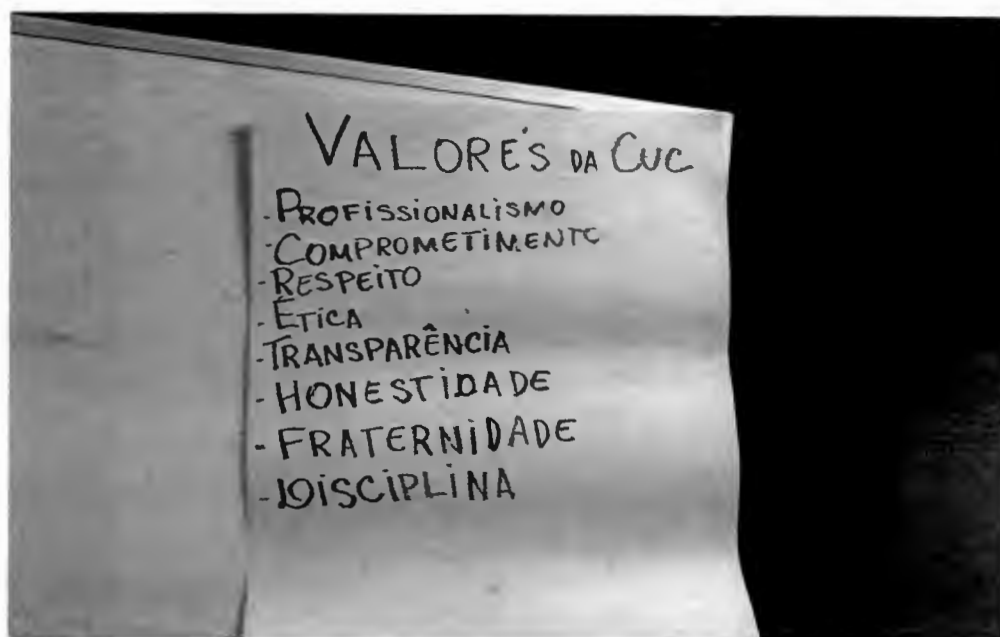 VALORES DA CUC
- PROFISSIONALISMO
- COMPROMETIMENTO
- RESPEITO
- ÉTICA
- TRANSPARÊNCIA
- HONESTIDADE
- FRATERNIDADE
- DISCIPLINA